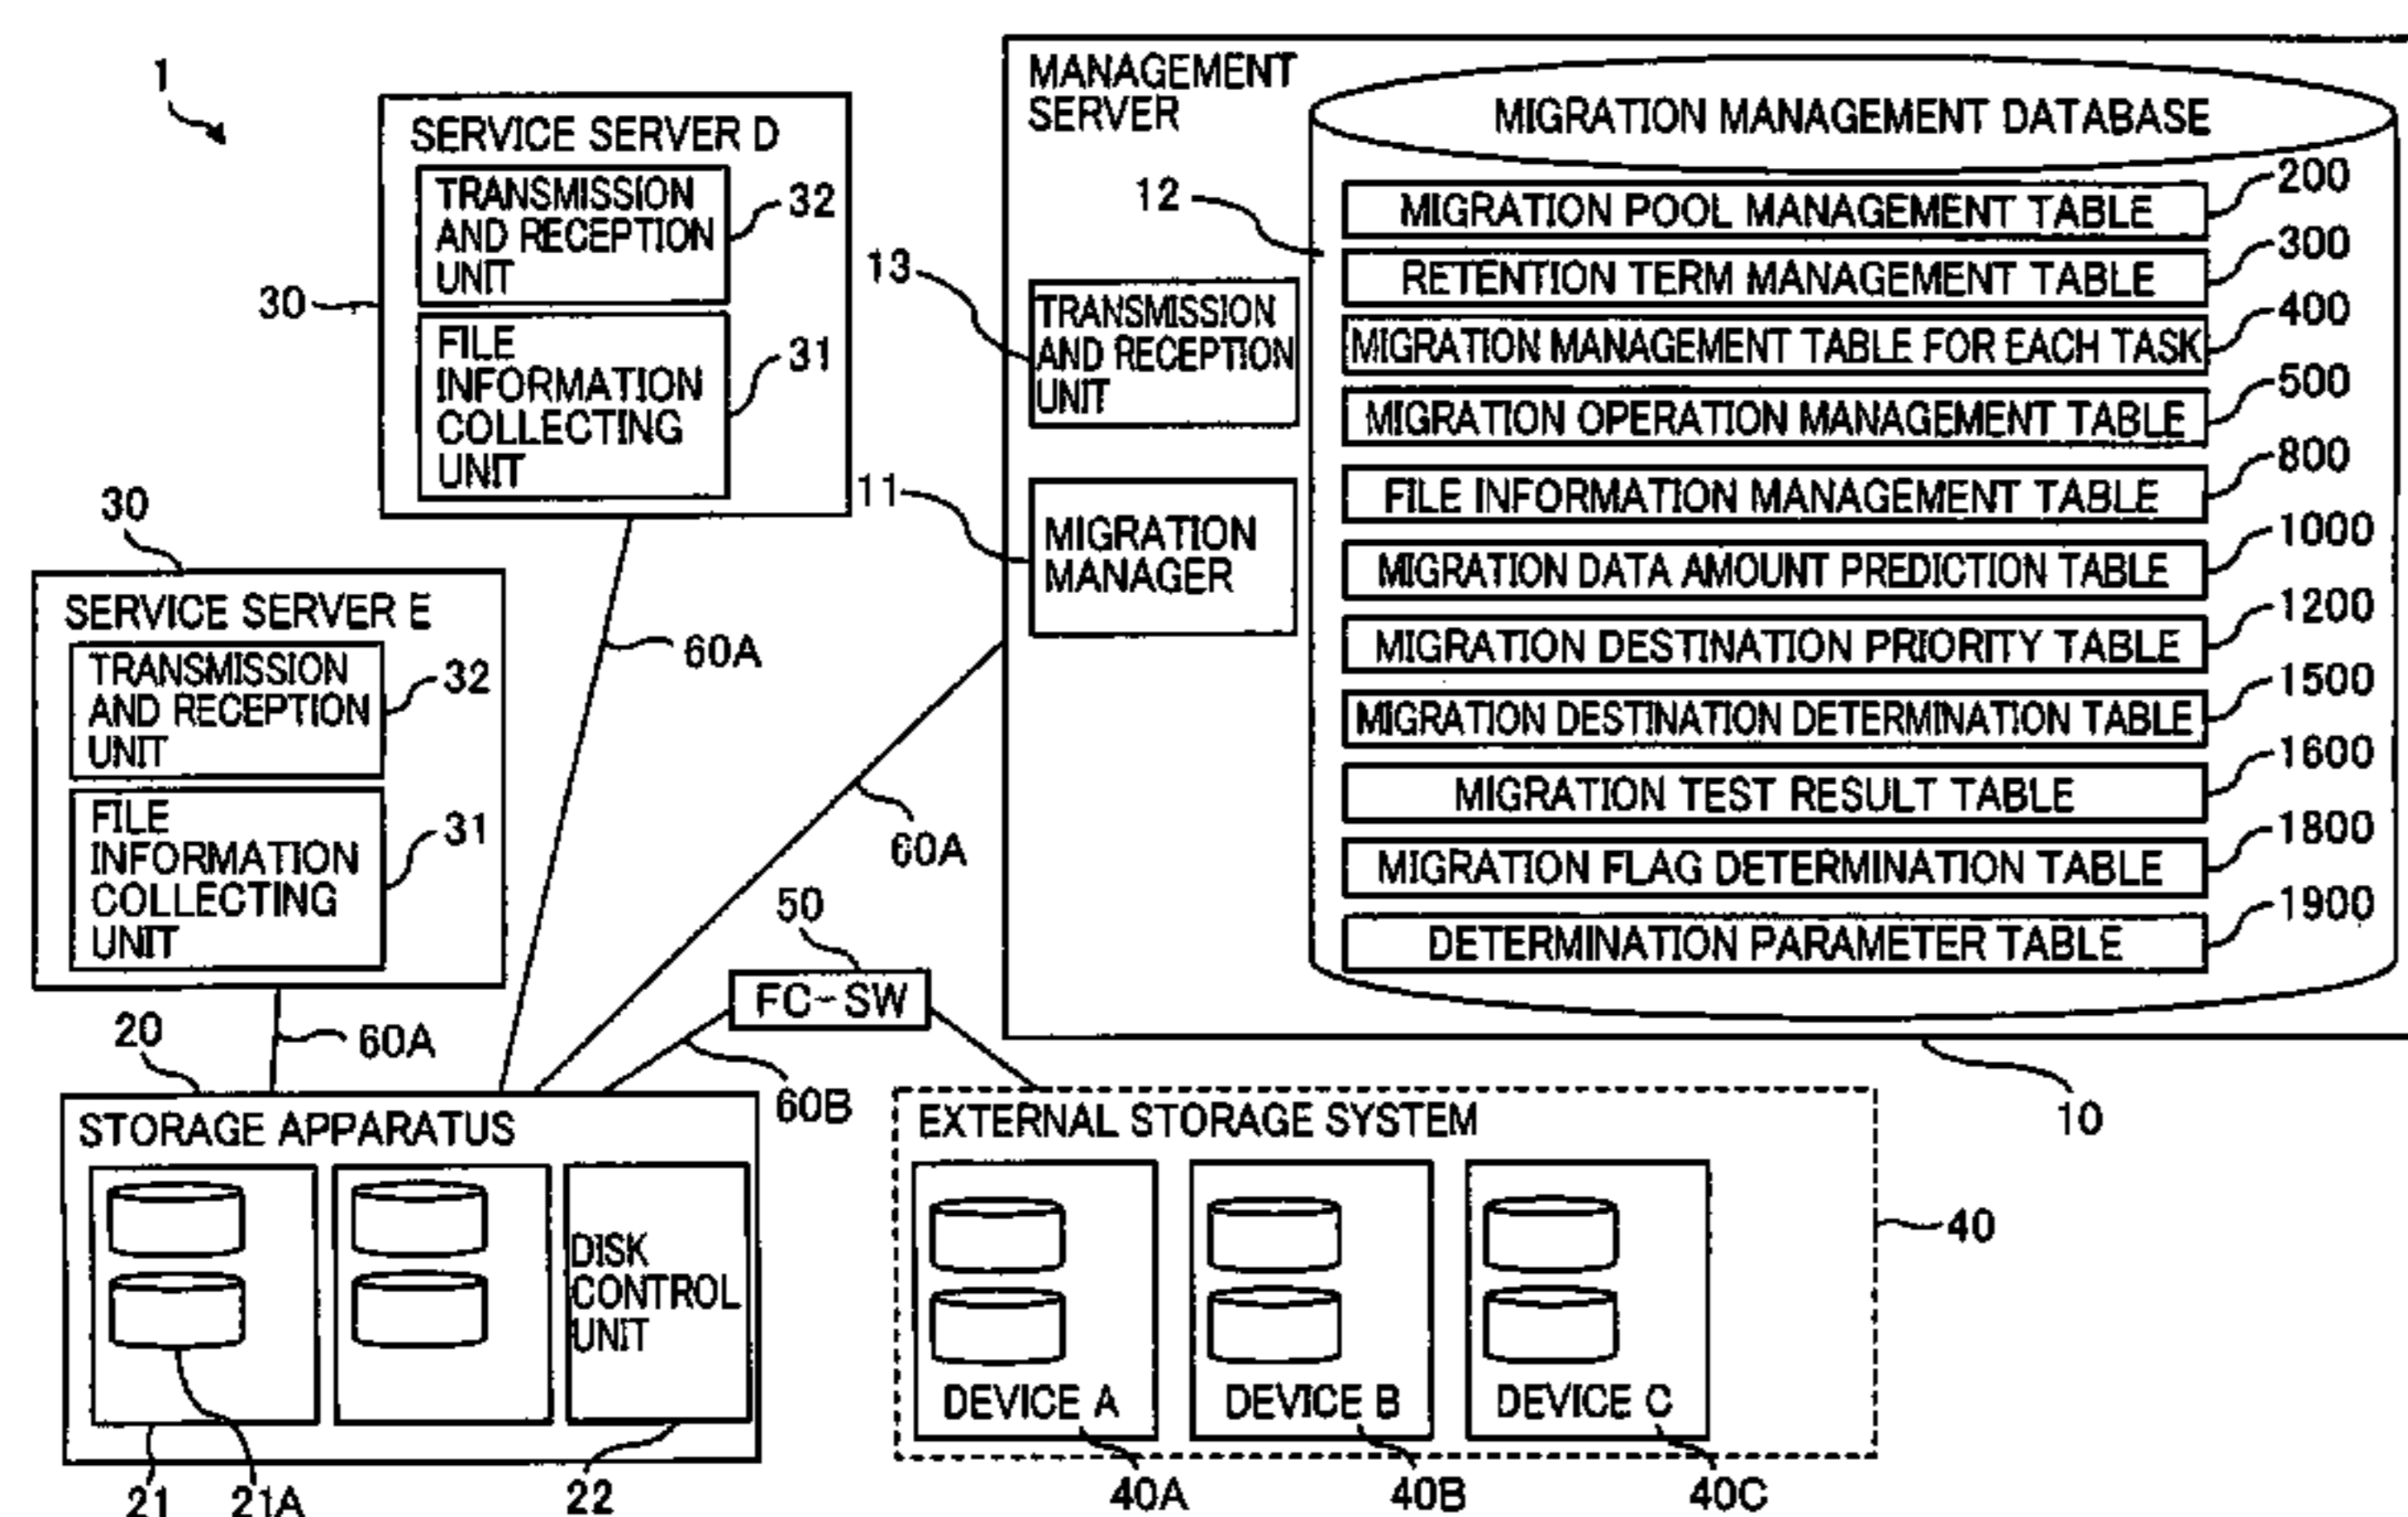 1
SERVICE SERVER D
TRANSMISSION
AND RECEPTION
UNIT
32
FILE
INFORMATION
COLLECTING
UNIT
31
30
30
SERVICE SERVER E
TRANSMISSION
AND RECEPTION
UNIT
32
FILE
INFORMATION
COLLECTING
UNIT
31
60A
60A
60A
MANAGEMENT
SERVER
13
TRANSMISSION
AND RECEPTION
UNIT
11
MIGRATION
MANAGER
12
MIGRATION MANAGEMENT DATABASE
MIGRATION POOL MANAGEMENT TABLE
200
RETENTION TERM MANAGEMENT TABLE
300
MIGRATION MANAGEMENT TABLE FOR EACH TASK
400
MIGRATION OPERATION MANAGEMENT TABLE
500
FILE INFORMATION MANAGEMENT TABLE
800
MIGRATION DATA AMOUNT PREDICTION TABLE
1000
MIGRATION DESTINATION PRIORITY TABLE
1200
MIGRATION DESTINATION DETERMINATION TABLE
1500
MIGRATION TEST RESULT TABLE
1600
MIGRATION FLAG DETERMINATION TABLE
1800
DETERMINATION PARAMETER TABLE
1900
10
50
FC-SW
60B
20
STORAGE APPARATUS
DISK
CONTROL
UNIT
21
21A
22
EXTERNAL STORAGE SYSTEM
DEVICE A
DEVICE B
DEVICE C
40
40A
40B
40C